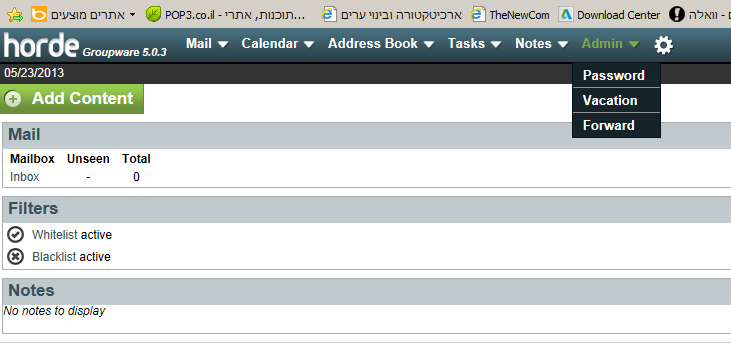 אתרים מוצעים
POP3.co.il - תוכנות, אתרי...
ארכיטקטורה ובינוי ערים
TheNewCom
Download Center
וואלה - ד
horde Groupware 5.0.3
Mail Calendar Address Book Tasks Notes Admin
05/23/2013
Password
Vacation
Forward
Add Content
Mail
Mailbox Unseen Total
Inbox - 0
Filters
Whitelist active
Blacklist active
Notes
No notes to display